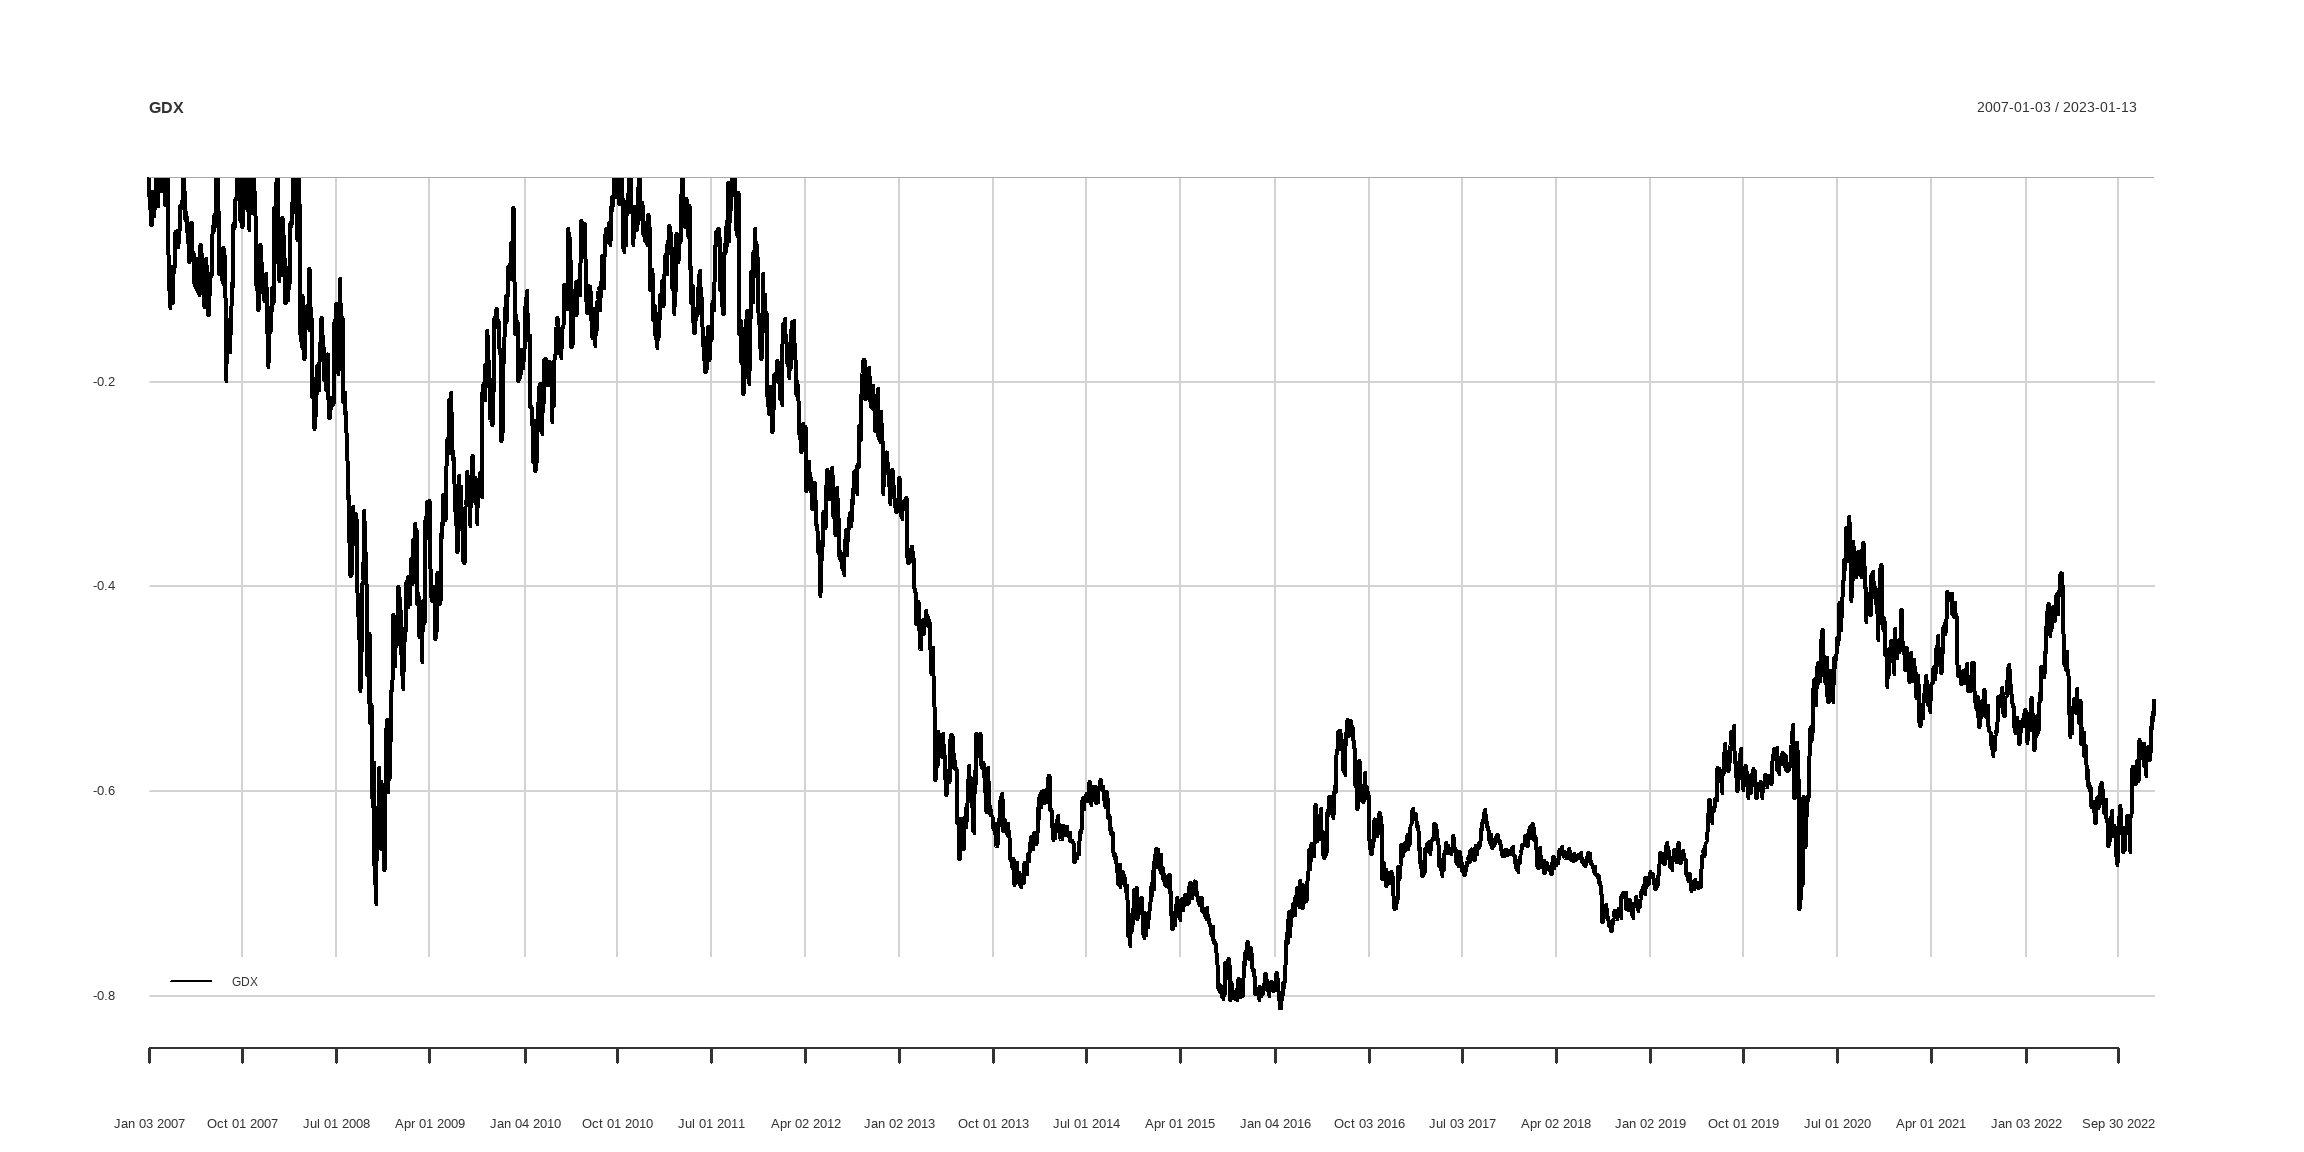 GDX
2007-01-03 / 2023-01-13
-0.2
-0.4
-0.6
-0.8
GDX
Jan 03 2007 Oct 01 2007 Jul 01 2008 Apr 01 2009 Jan 04 2010 Oct 01 2010 Jul 01 2011 Apr 02 2012 Jan 02 2013 Oct 01 2013 Jul 01 2014 Apr 01 2015 Jan 04 2016 Oct 03 2016 Jul 03 2017 Apr 02 2018 Jan 02 2019 Oct 01 2019 Jul 01 2020 Apr 01 2021 Jan 03 2022 Sep 30 2022